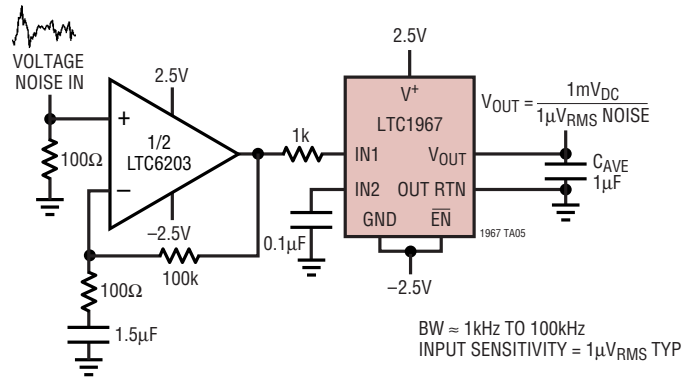 VOLTAGE
NOISE IN
2.5V
+
1/2
LTC6203
–
–2.5V
100Ω
100k
100Ω
1.5µF
1k
0.1µF
2.5V
V+
LTC1967
IN1
VOUT
IN2
OUT RTN
GND
EN
–2.5V
VOUT = 1mVDC
1µVRMS NOISE
CAVE
1µF
1967 TA05
BW ≈ 1kHz TO 100kHz
INPUT SENSITIVITY = 1µVRMS TYP